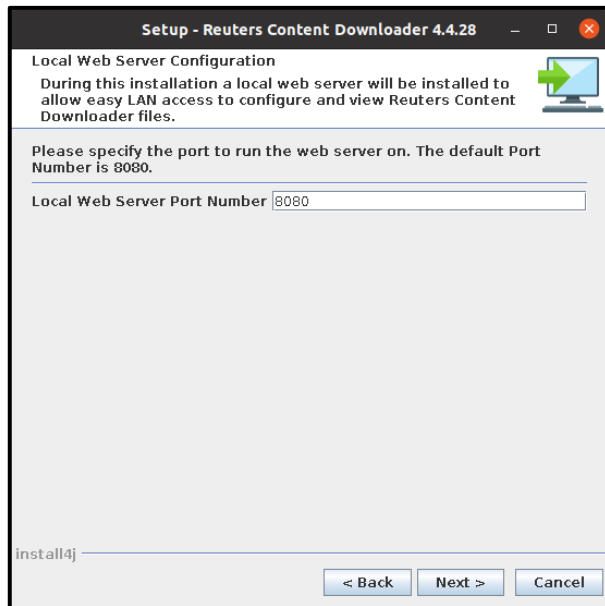 Setup - Reuters Content Downloader 4.4.28
Local Web Server Configuration
During this installation a local web server will be installed to
allow easy LAN access to configure and view Reuters Content
Downloader files.
Please specify the port to run the web server on. The default Port
Number is 8080.
Local Web Server Port Number 8080
install4j
< Back Next > Cancel